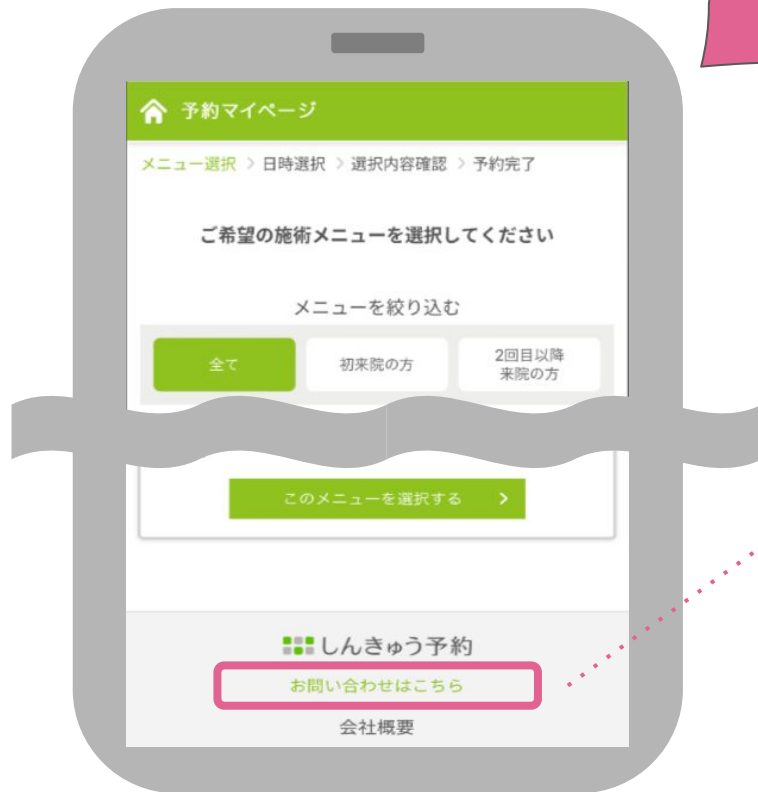 予約マイページ
メニュー選択 > 日時選択 > 選択内容確認 > 予約完了
ご希望の施術メニューを選択してください
メニューを絞り込む
全て
初来院の方
2回目以降
来院の方
このメニューを選択する >
しんきゅう予約
お問い合わせはこちら
会社概要